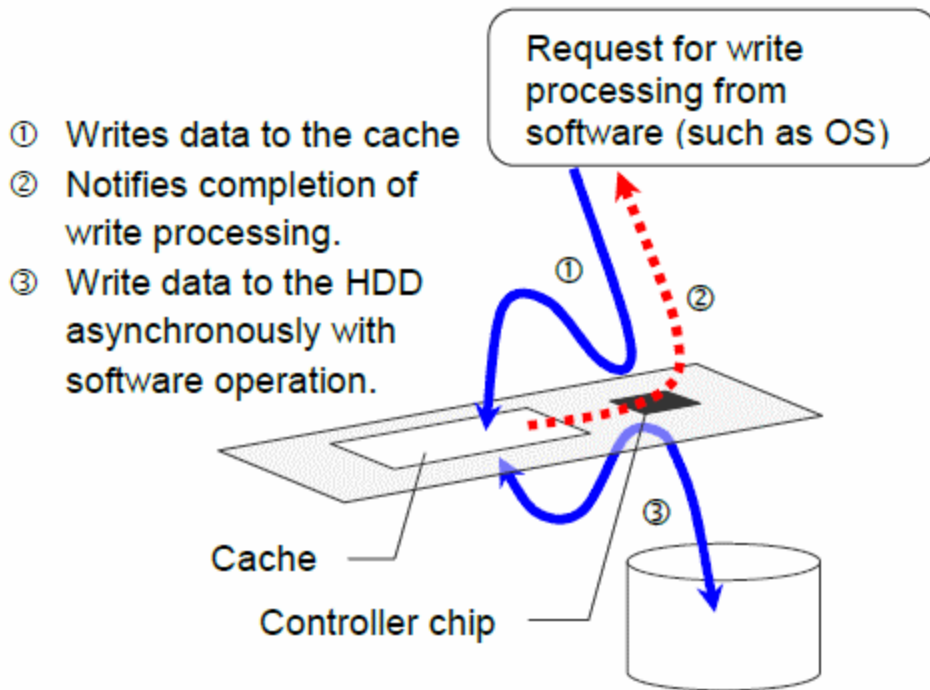 Request for write
processing from
software (such as OS)
① Writes data to the cache
② Notifies completion of
write processing.
③ Write data to the HDD
asynchronously with
software operation.
①
②
③
Cache
Controller chip